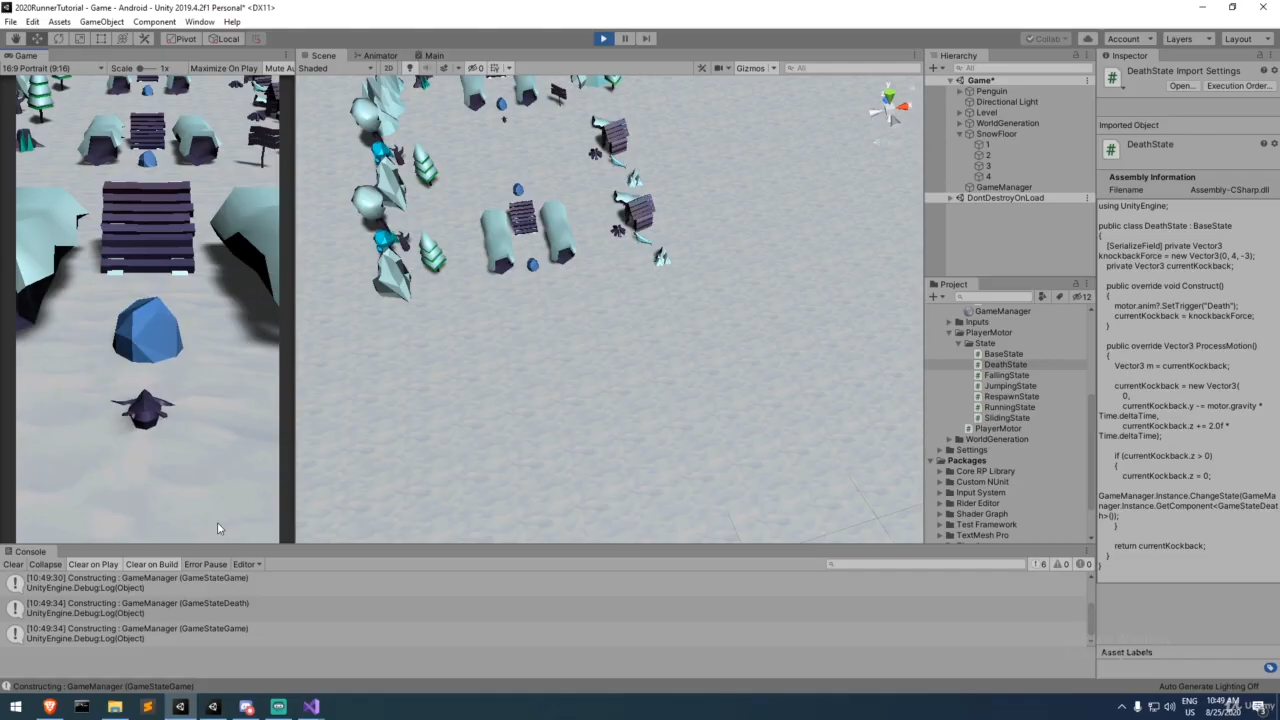 2020RunnerTutorial - Game - Android - Unity 2019.4.2f1 Personal* <DX11>
File Edit Assets GameObject Component Window Help
Pivot Local Collab Account Layers Layout
Game
16:9 Portrait (9:16) Scale 1x Maximize On Play Mute Au
Scene Animator Main
Shaded 2D 0 Gizmos All
Hierarchy
All
Game*
Penguin
Directional Light
Level
WorldGeneration
SnowFloor
1
2
3
4
GameManager
DontDestroyOnLoad
Project
12
GameManager
Inputs
PlayerMotor
State
BaseState
DeathState
FallingState
JumpingState
RespawnState
RunningState
SlidingState
PlayerMotor
WorldGeneration
Settings
Packages
Core RP Library
Custom NUnit
Input System
Rider Editor
Shader Graph
Test Framework
TextMesh Pro
Inspector
DeathState Import Settings
Open... Execution Order...
Imported Object
DeathState
Assembly Information
Filename Assembly-CSharp.dll
using UnityEngine;
public class DeathState : BaseState
{
[SerializeField] private Vector3
knockbackForce = new Vector3(0, 4, -3);
private Vector3 currentKockback;
public override void Construct()
{
motor.anim?.SetTrigger("Death");
currentKockback = knockbackForce;
}
public override Vector3 ProcessMotion()
{
Vector3 m = currentKockback;
currentKockback = new Vector3(
0,
currentKockback.y -= motor.gravity *
Time.deltaTime,
currentKockback.z += 2.0f *
Time.deltaTime);
if (currentKockback.z > 0)
{
currentKockback.z = 0;
GameManager.Instance.ChangeState(GameMa
nager.Instance.GetComponent<GameStateDeat
h>());
}
return currentKockback;
}
}
Asset Labels
Console
Clear Collapse Clear on Play Clear on Build Error Pause Editor 6 0 0
[10:49:30] Constructing : GameManager (GameStateGame)
UnityEngine.Debug:Log(Object)
[10:49:34] Constructing : GameManager (GameStateDeath)
UnityEngine.Debug:Log(Object)
[10:49:34] Constructing : GameManager (GameStateGame)
UnityEngine.Debug:Log(Object)
Constructing : GameManager (GameStateGame)
Auto Generate Lighting Off
ENG
US
10:49 AM
8/25/2020